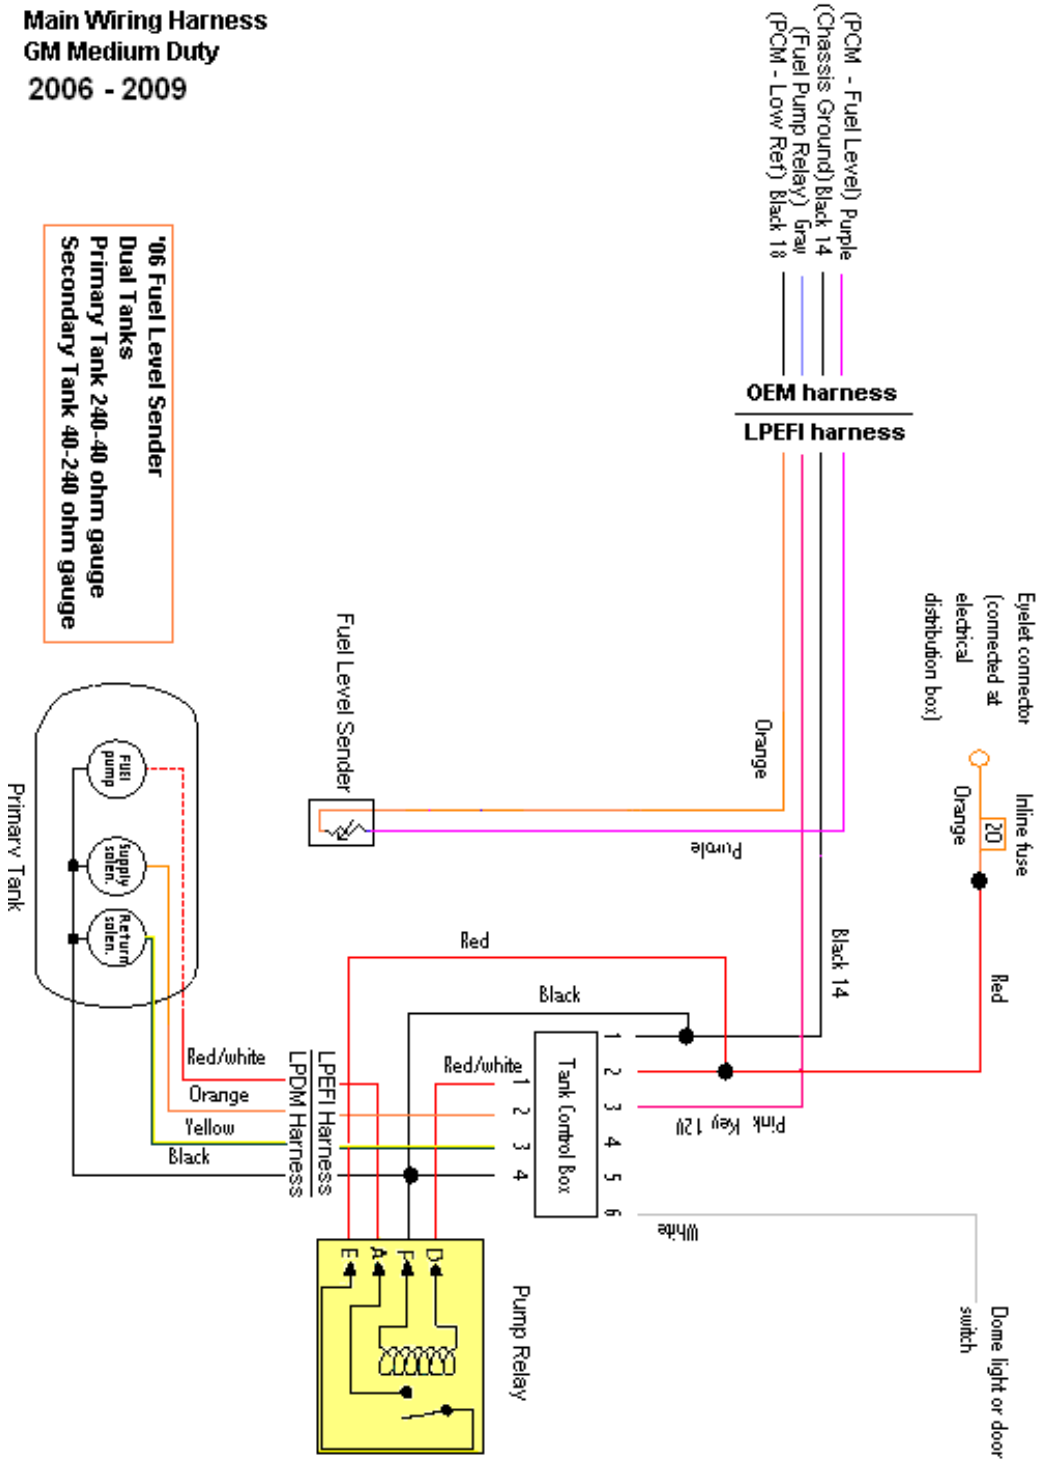 Main Wiring Harness
GM Medium Duty
2006 - 2009
(PCM - Fuel Level) Purple
(Chassis Ground) Black 14
(Fuel Pump Relay) Gray
(PCM - Low Ref) Black 18
OEM harness
LPEFI harness
'06 Fuel Level Sender
Dual Tanks
Primary Tank 240-40 ohm gauge
Secondary Tank 40-240 ohm gauge
Eyelet connector
(connected at
electrical
distribution box)
Inline fuse
20
Orange
Red
Fuel Level Sender
Orange
Purple
Black 14
Fuel
pump
Supply
solen.
Return
solen.
Primary Tank
Red
Black
Red/white
Orange
Yellow
Black
LPEFI Harness
LPDM Harness
Red/white
1
2
3
4
Tank Control Box
1
2
3
4
5
6
Pink Key 12V
White
Dome light or door
switch
E
A
F
D
Pump Relay